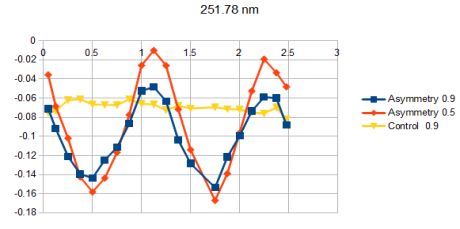 251.78 nm
0
0 0.5 1 1.5 2 2.5 3
-0.02
-0.04
-0.06
-0.08
-0.1
-0.12
-0.14
-0.16
-0.18
Asymmetry 0.9
Asymmetry 0.5
Control 0.9